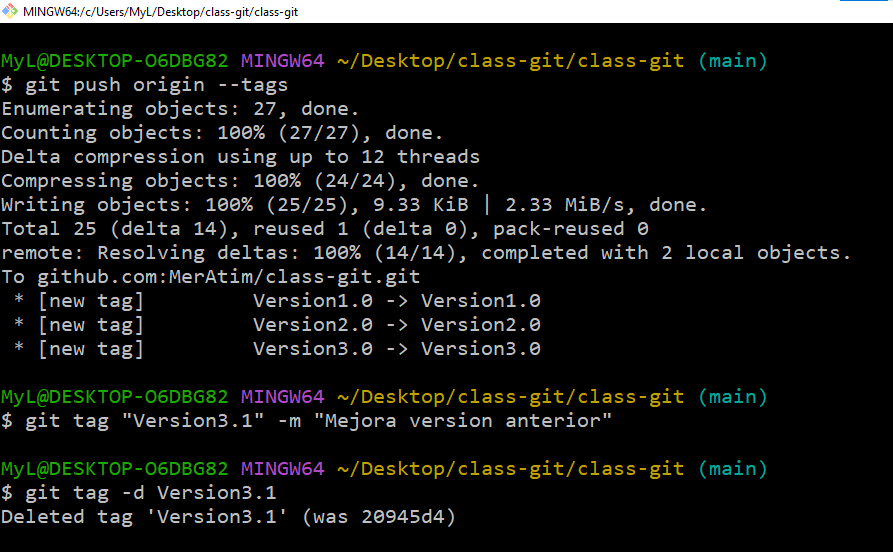 MINGW64:/c/Users/MyL/Desktop/class-git/class-git
MyL@DESKTOP-O6DBG82 MINGW64 ~/Desktop/class-git/class-git (main)
$ git push origin --tags
Enumerating objects: 27, done.
Counting objects: 100% (27/27), done.
Delta compression using up to 12 threads
Compressing objects: 100% (24/24), done.
Writing objects: 100% (25/25), 9.33 KiB | 2.33 MiB/s, done.
Total 25 (delta 14), reused 1 (delta 0), pack-reused 0
remote: Resolving deltas: 100% (14/14), completed with 2 local objects.
To github.com:MerAtim/class-git.git
 * [new tag]         Version1.0 -> Version1.0
 * [new tag]         Version2.0 -> Version2.0
 * [new tag]         Version3.0 -> Version3.0
MyL@DESKTOP-O6DBG82 MINGW64 ~/Desktop/class-git/class-git (main)
$ git tag "Version3.1" -m "Mejora version anterior"
MyL@DESKTOP-O6DBG82 MINGW64 ~/Desktop/class-git/class-git (main)
$ git tag -d Version3.1
Deleted tag 'Version3.1' (was 20945d4)